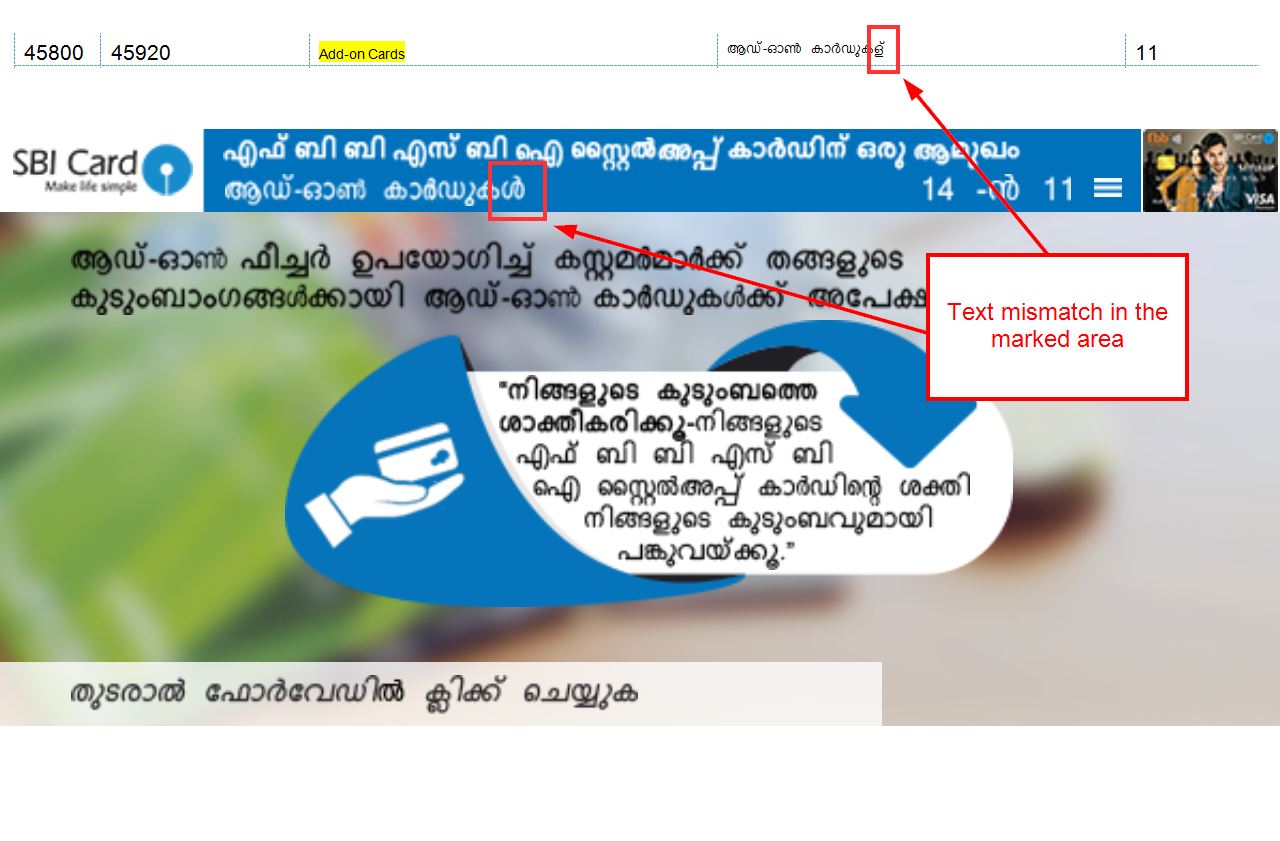 45800 45920 Add-on Cards ആഡ്-ഓൺ കാർഡുകള് 11
SBI Card
Make life simple
എഫ് ബി ബി എസ് ബി ഐ സ്റ്റൈൽഅപ്പ് കാർഡിന് ഒരു ആമുഖം
ആഡ്-ഓൺ കാർഡുകൾ 14 -ൻ 11
fbb SBI Card
VISA
ആഡ്-ഓൺ ഫീച്ചർ ഉപയോഗിച്ച് കസ്റ്റമർമാർക്ക് തങ്ങളുടെ
കുടുംബാംഗങ്ങൾക്കായി ആഡ്-ഓൺ കാർഡുകൾക്ക് അപേക്ഷ
Text mismatch in the
marked area
"നിങ്ങളുടെ കുടുംബത്തെ
ശാക്തീകരിക്കൂ-നിങ്ങളുടെ
എഫ് ബി ബി എസ് ബി
ഐ സ്റ്റൈൽഅപ്പ് കാർഡിന്റെ ശക്തി
നിങ്ങളുടെ കുടുംബവുമായി
പങ്കുവയ്ക്കൂ."
തുടരാൽ ഫോർവേഡിൽ ക്ലിക്ക് ചെയ്യുക